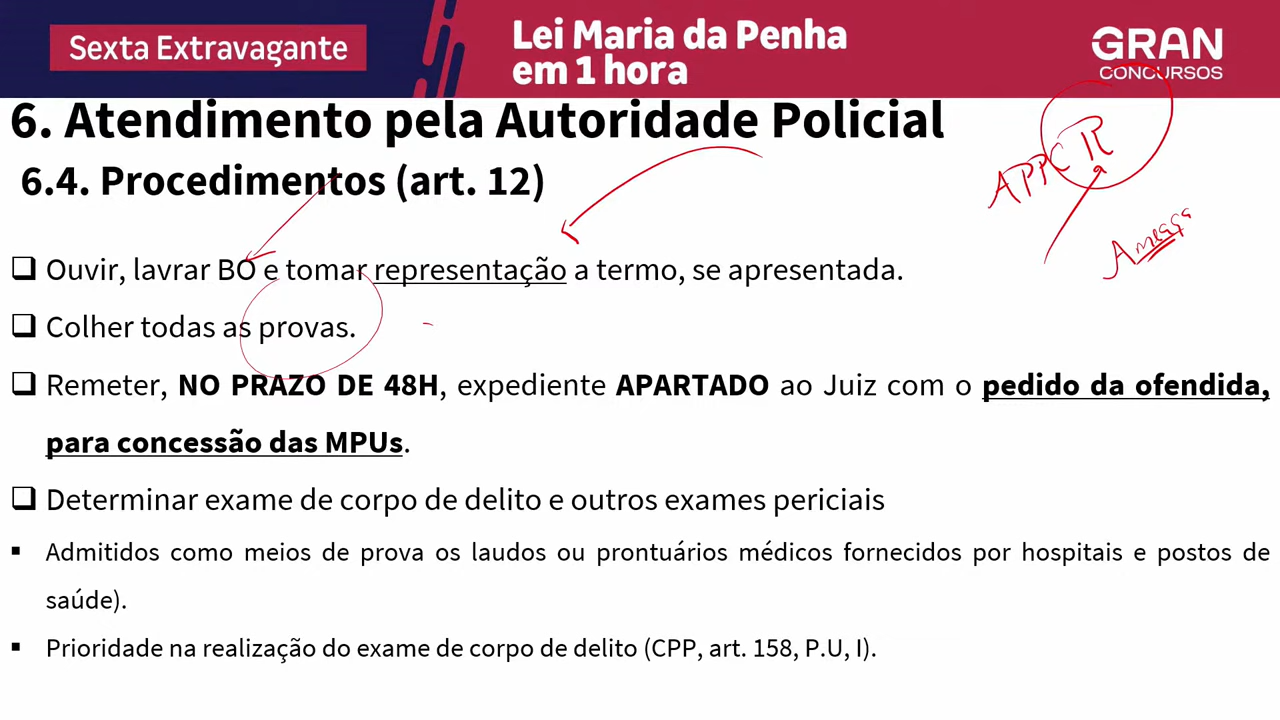 Sexta Extravagante
Lei Maria da Penha
em 1 hora
GRAN
CONCURSOS
6. Atendimento pela Autoridade Policial
6.4. Procedimentos (art. 12)
APPC R
Ameaça
❑ Ouvir, lavrar BO e tomar representação a termo, se apresentada.
❑ Colher todas as provas.
❑ Remeter, NO PRAZO DE 48H, expediente APARTADO ao Juiz com o pedido da ofendida,
para concessão das MPUs.
❑ Determinar exame de corpo de delito e outros exames periciais
▪ Admitidos como meios de prova os laudos ou prontuários médicos fornecidos por hospitais e postos de
saúde).
▪ Prioridade na realização do exame de corpo de delito (CPP, art. 158, P.U, I).